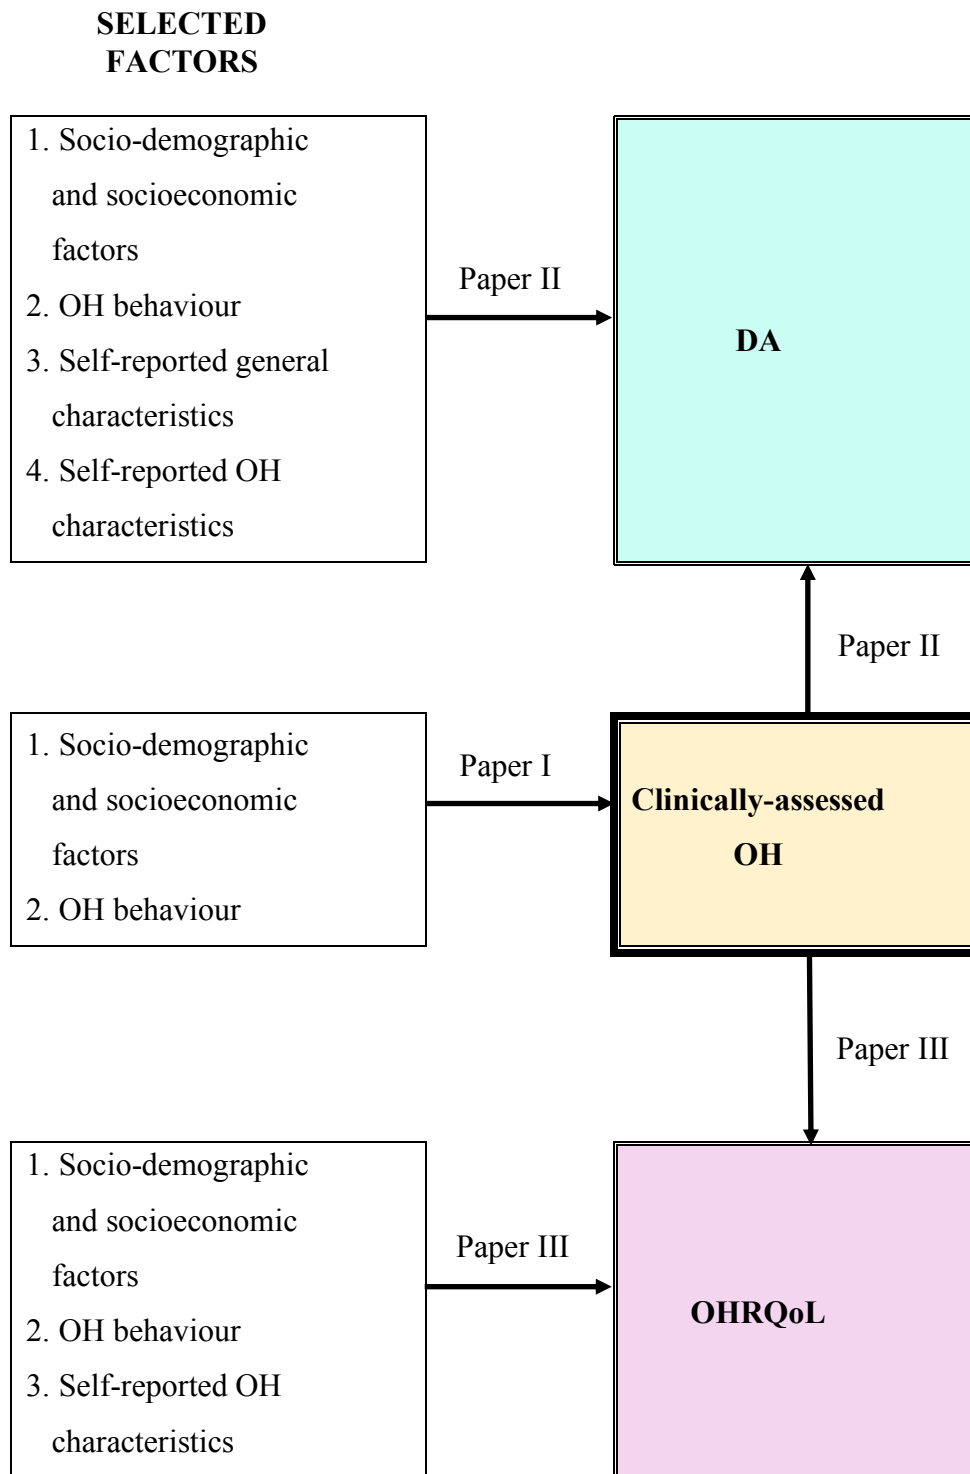 SELECTED
FACTORS
1. Socio-demographic
and socioeconomic
factors
2. OH behaviour
3. Self-reported general
characteristics
4. Self-reported OH
characteristics
Paper II
DA
Paper II
1. Socio-demographic
and socioeconomic
factors
2. OH behaviour
Paper I
Clinically-assessed
OH
Paper III
1. Socio-demographic
and socioeconomic
factors
2. OH behaviour
3. Self-reported OH
characteristics
Paper III
OHRQoL